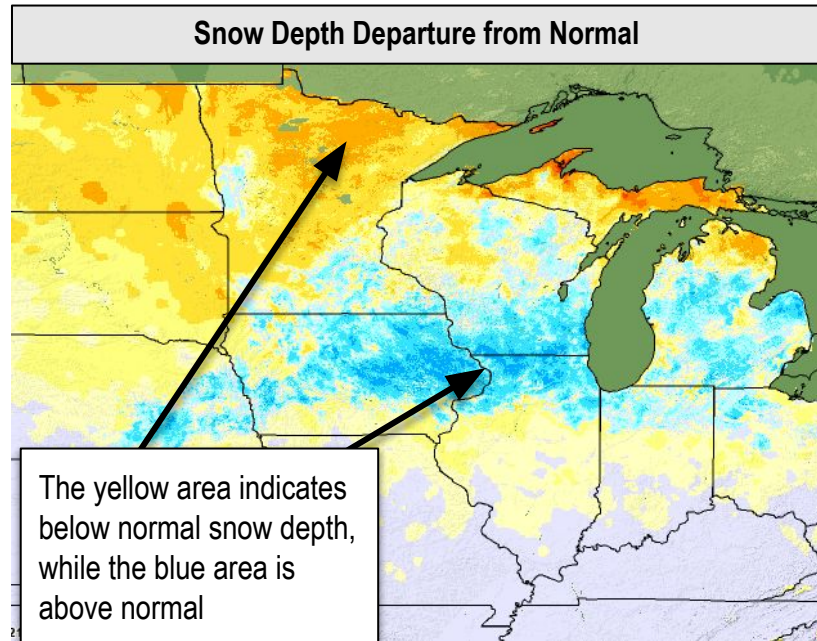 Snow Depth Departure from Normal
The yellow area indicates
below normal snow depth,
while the blue area is
above normal